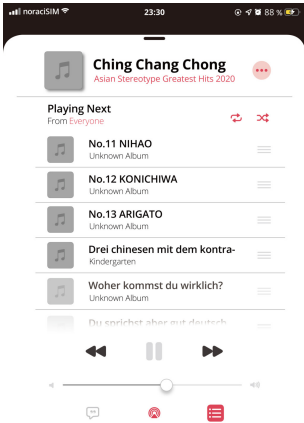 noraciSIM 23:30 88 %
Ching Chang Chong
Asian Stereotype Greatest Hits 2020
Playing Next
From Everyone
No.11 NIHAO
Unknown Album
No.12 KONICHIWA
Unknown Album
No.13 ARIGATO
Unknown Album
Drei chinesen mit dem kontra-
Kindergarten
Woher kommst du wirklich?
Unknown Album
Du sprichst aber gut deutsch